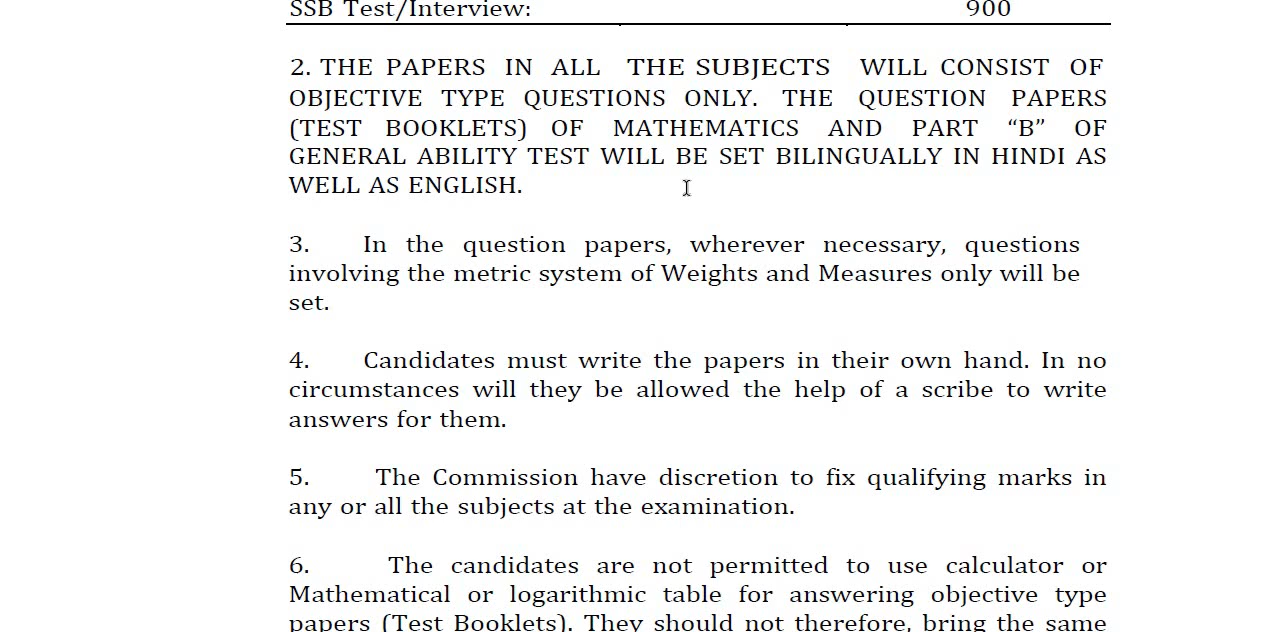 SSB Test/Interview: 900
2. THE PAPERS IN ALL THE SUBJECTS WILL CONSIST OF
OBJECTIVE TYPE QUESTIONS ONLY. THE QUESTION PAPERS
(TEST BOOKLETS) OF MATHEMATICS AND PART “B” OF
GENERAL ABILITY TEST WILL BE SET BILINGUALLY IN HINDI AS
WELL AS ENGLISH.
3. In the question papers, wherever necessary, questions
involving the metric system of Weights and Measures only will be
set.
4. Candidates must write the papers in their own hand. In no
circumstances will they be allowed the help of a scribe to write
answers for them.
5. The Commission have discretion to fix qualifying marks in
any or all the subjects at the examination.
6. The candidates are not permitted to use calculator or
Mathematical or logarithmic table for answering objective type
papers (Test Booklets). They should not therefore, bring the same